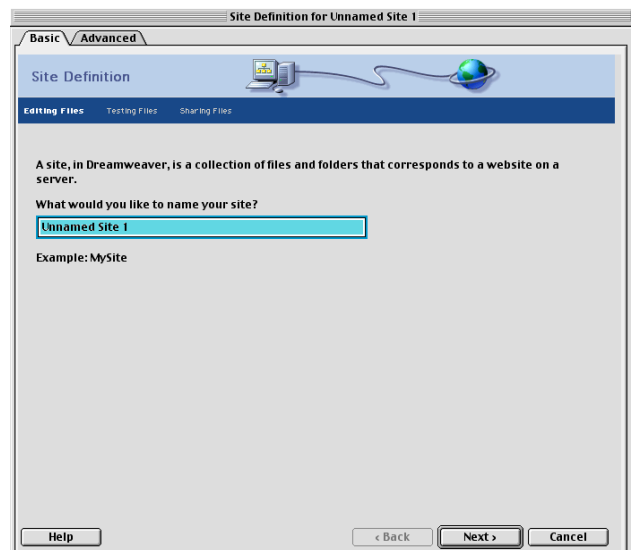 Site Definition for Unnamed Site 1
Basic Advanced
Site Definition
Editing Files Testing Files Sharing Files
A site, in Dreamweaver, is a collection of files and folders that corresponds to a website on a
server.
What would you like to name your site?
Unnamed Site 1
Example: MySite
Help ‹ Back Next › Cancel